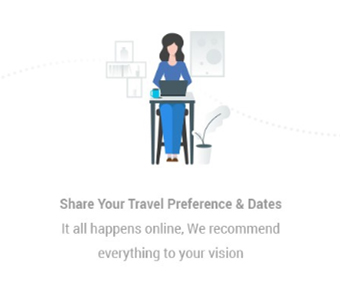 Share Your Travel Preference & Dates
It all happens online, We recommend
everything to your vision